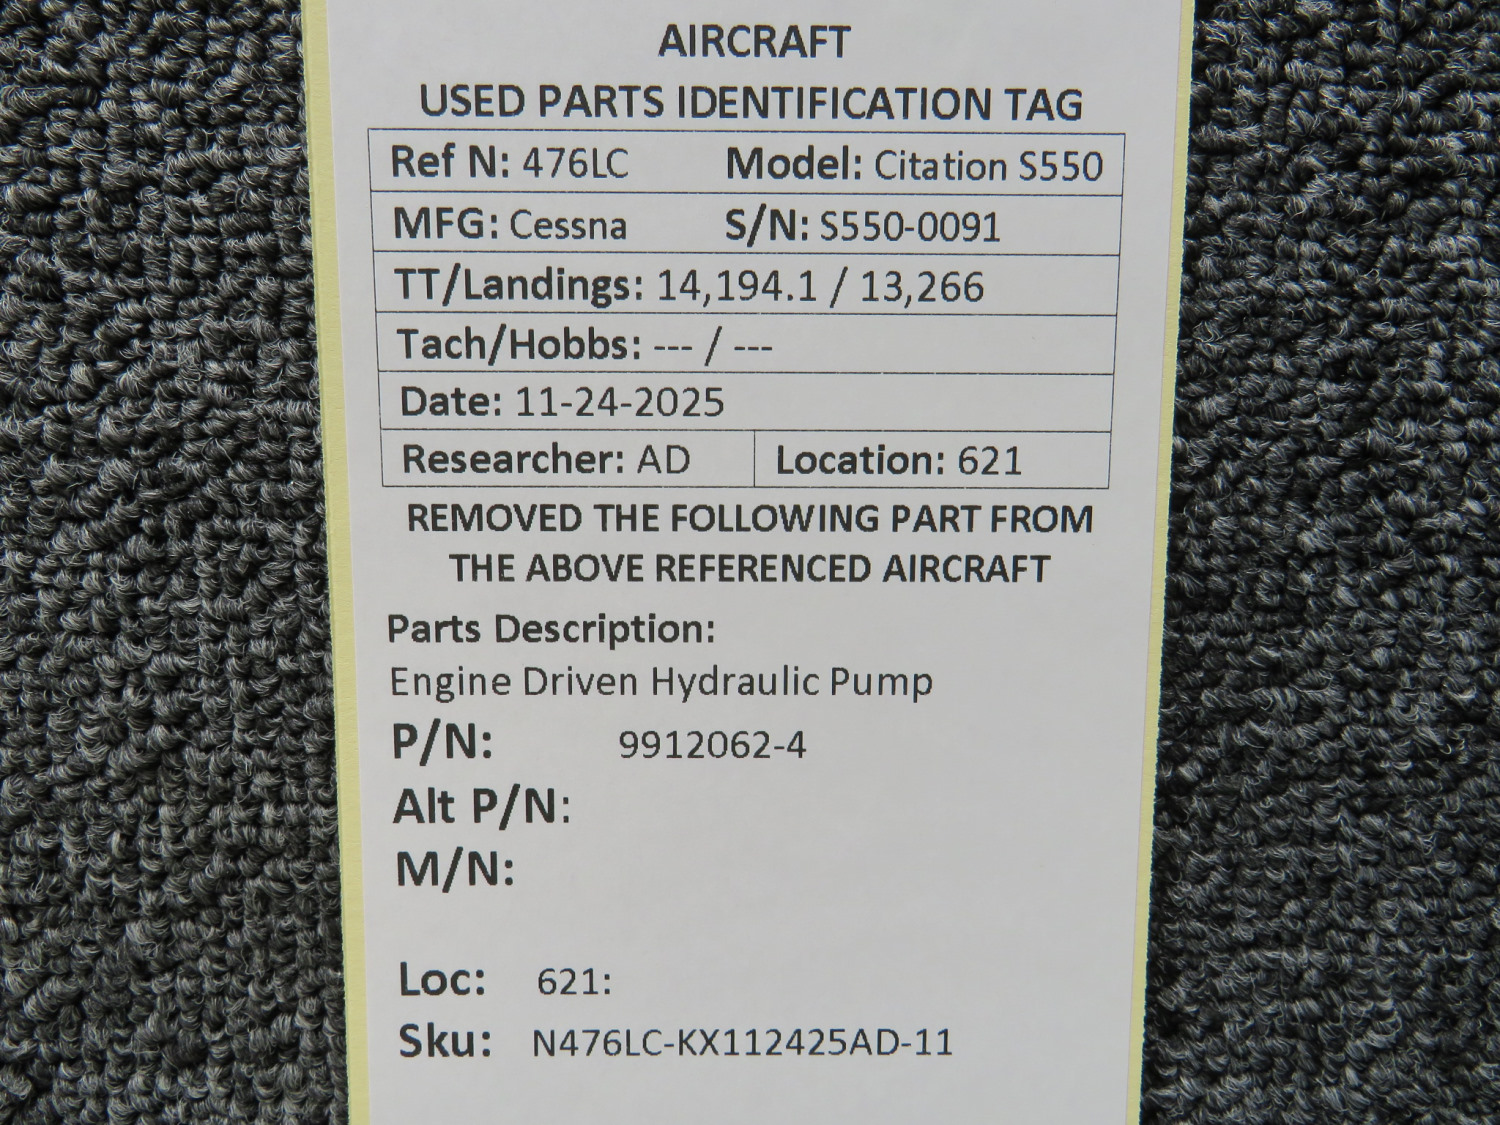 AIRCRAFT
USED PARTS IDENTIFICATION TAG
Ref N: 476LC Model: Citation S550
MFG: Cessna S/N: S550-0091
TT/Landings: 14,194.1 / 13,266
Tach/Hobbs: --- / ---
Date: 11-24-2025
Researcher: AD Location: 621
REMOVED THE FOLLOWING PART FROM
THE ABOVE REFERENCED AIRCRAFT
Parts Description:
Engine Driven Hydraulic Pump
P/N: 9912062-4
Alt P/N:
M/N:
Loc: 621:
Sku: N476LC-KX112425AD-11